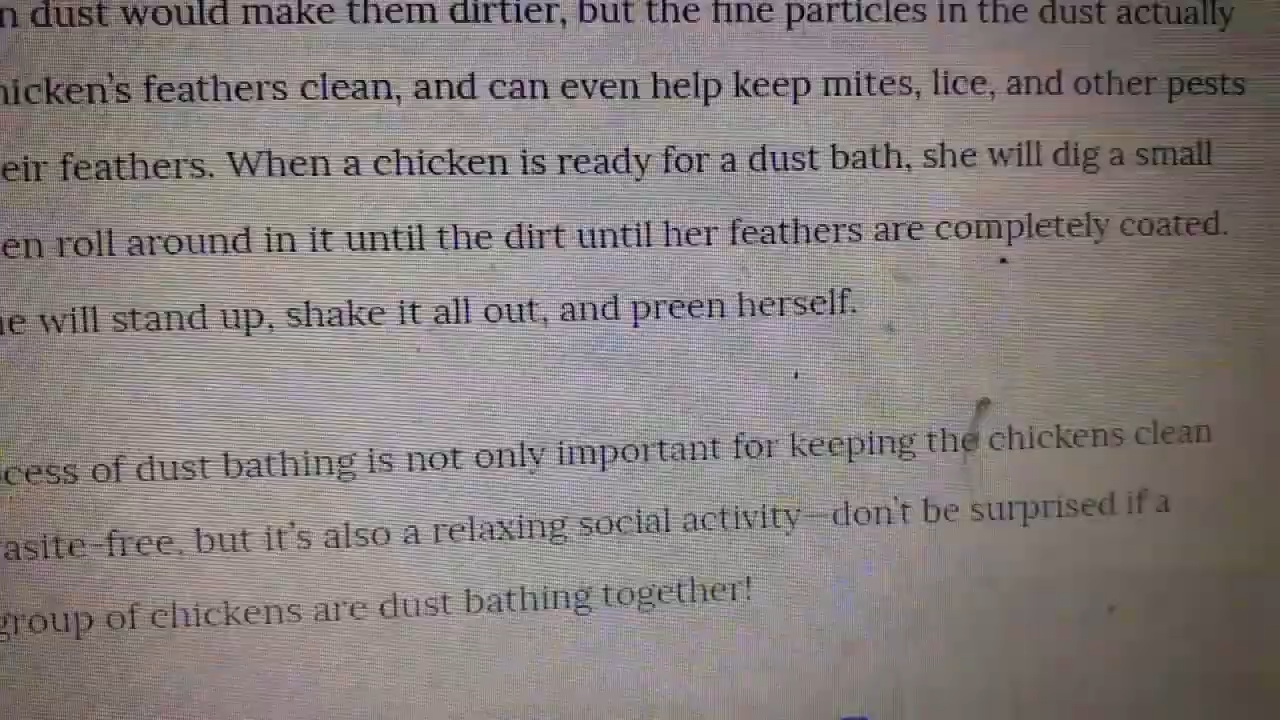 n dust would make them dirtier, but the fine particles in the dust actually
icken's feathers clean, and can even help keep mites, lice, and other pests
eir feathers. When a chicken is ready for a dust bath, she will dig a small
en roll around in it until the dirt until her feathers are completely coated.
e will stand up, shake it all out, and preen herself.
cess of dust bathing is not only important for keeping the chickens clean
asite-free, but it's also a relaxing social activity—don't be surprised if a
group of chickens are dust bathing together!